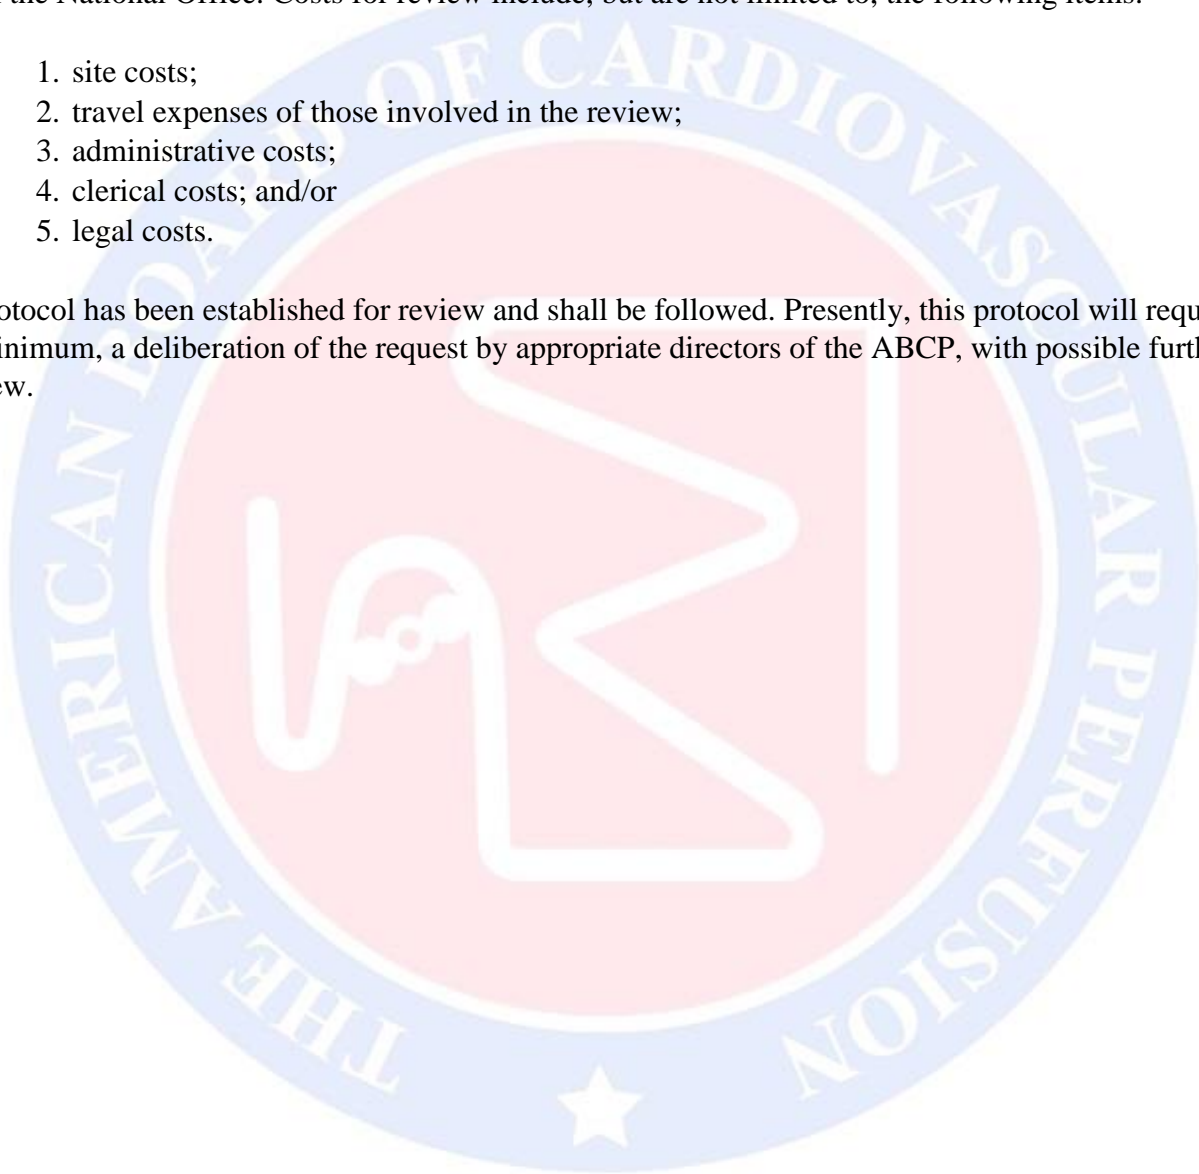 the National Office. Costs for review include, but are not limited to, the following items:
1. site costs;
2. travel expenses of those involved in the review;
3. administrative costs;
4. clerical costs; and/or
5. legal costs.
otocol has been established for review and shall be followed. Presently, this protocol will requ
inimum, a deliberation of the request by appropriate directors of the ABCP, with possible furth
ew.
THE AMERICAN BOARD OF CARDIOVASCULAR PERFUSION